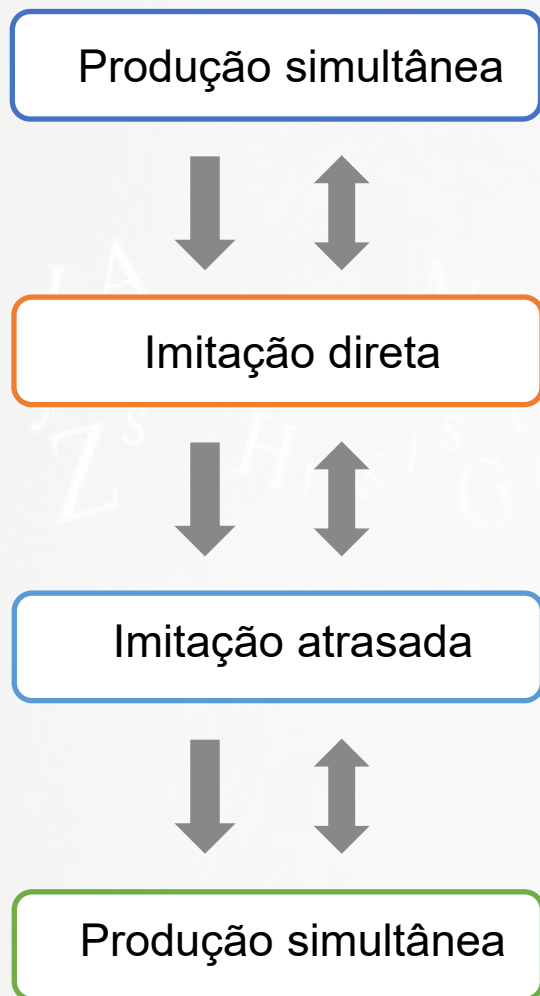 Produção simultânea
Imitação direta
Imitação atrasada
Produção simultânea